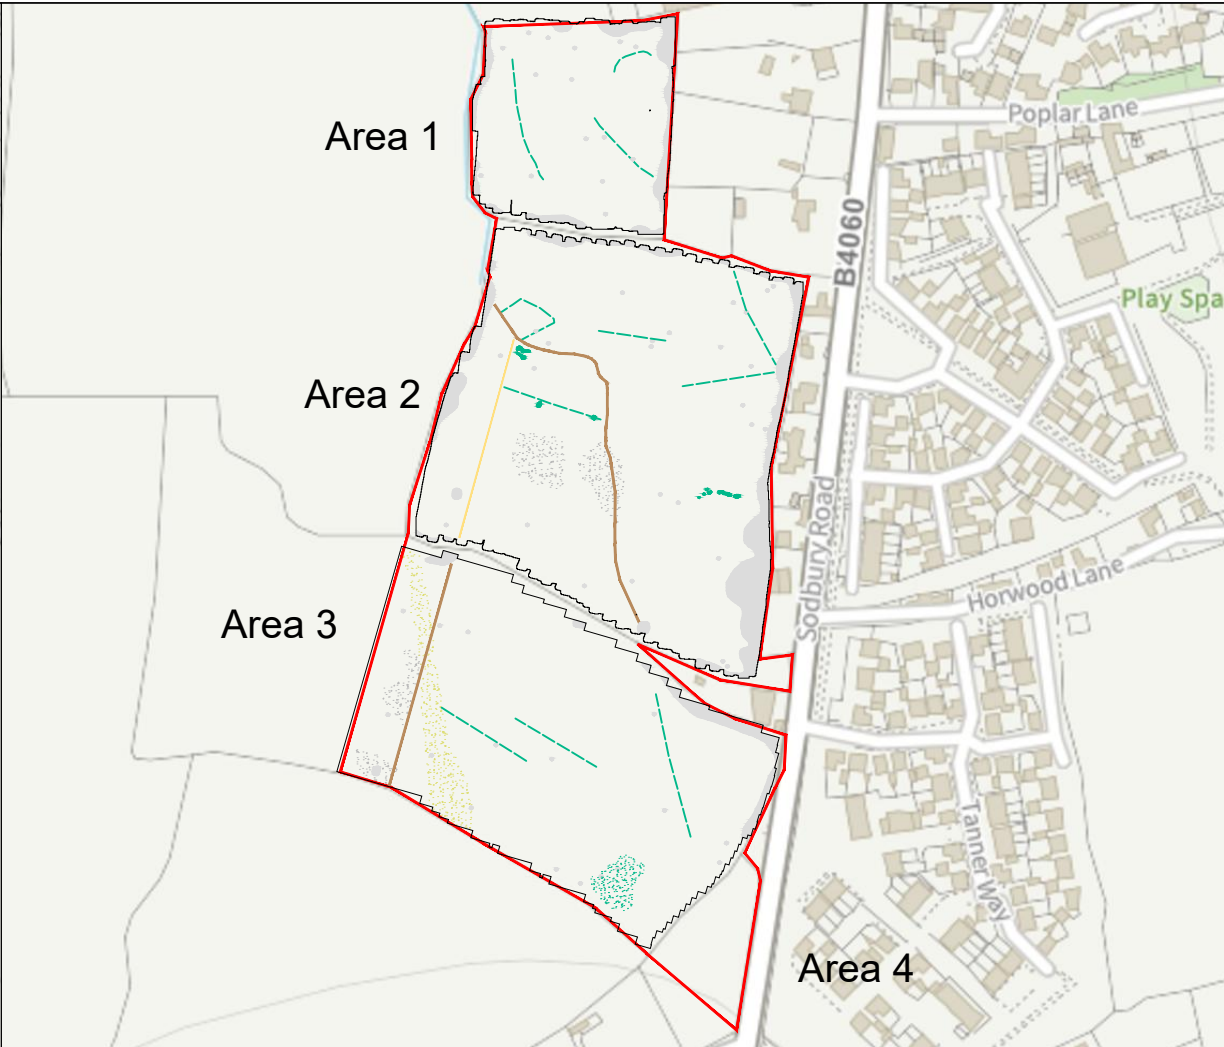 Poplar Lane
Area 1
B4060
Play Spa
Area 2
Sodbury Road
Horwood Lane
Area 3
Tanner Way
Area 4